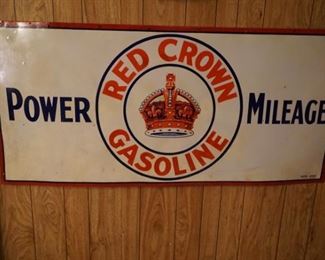 RED CROWN
POWER
MILEAGE
GASOLINE